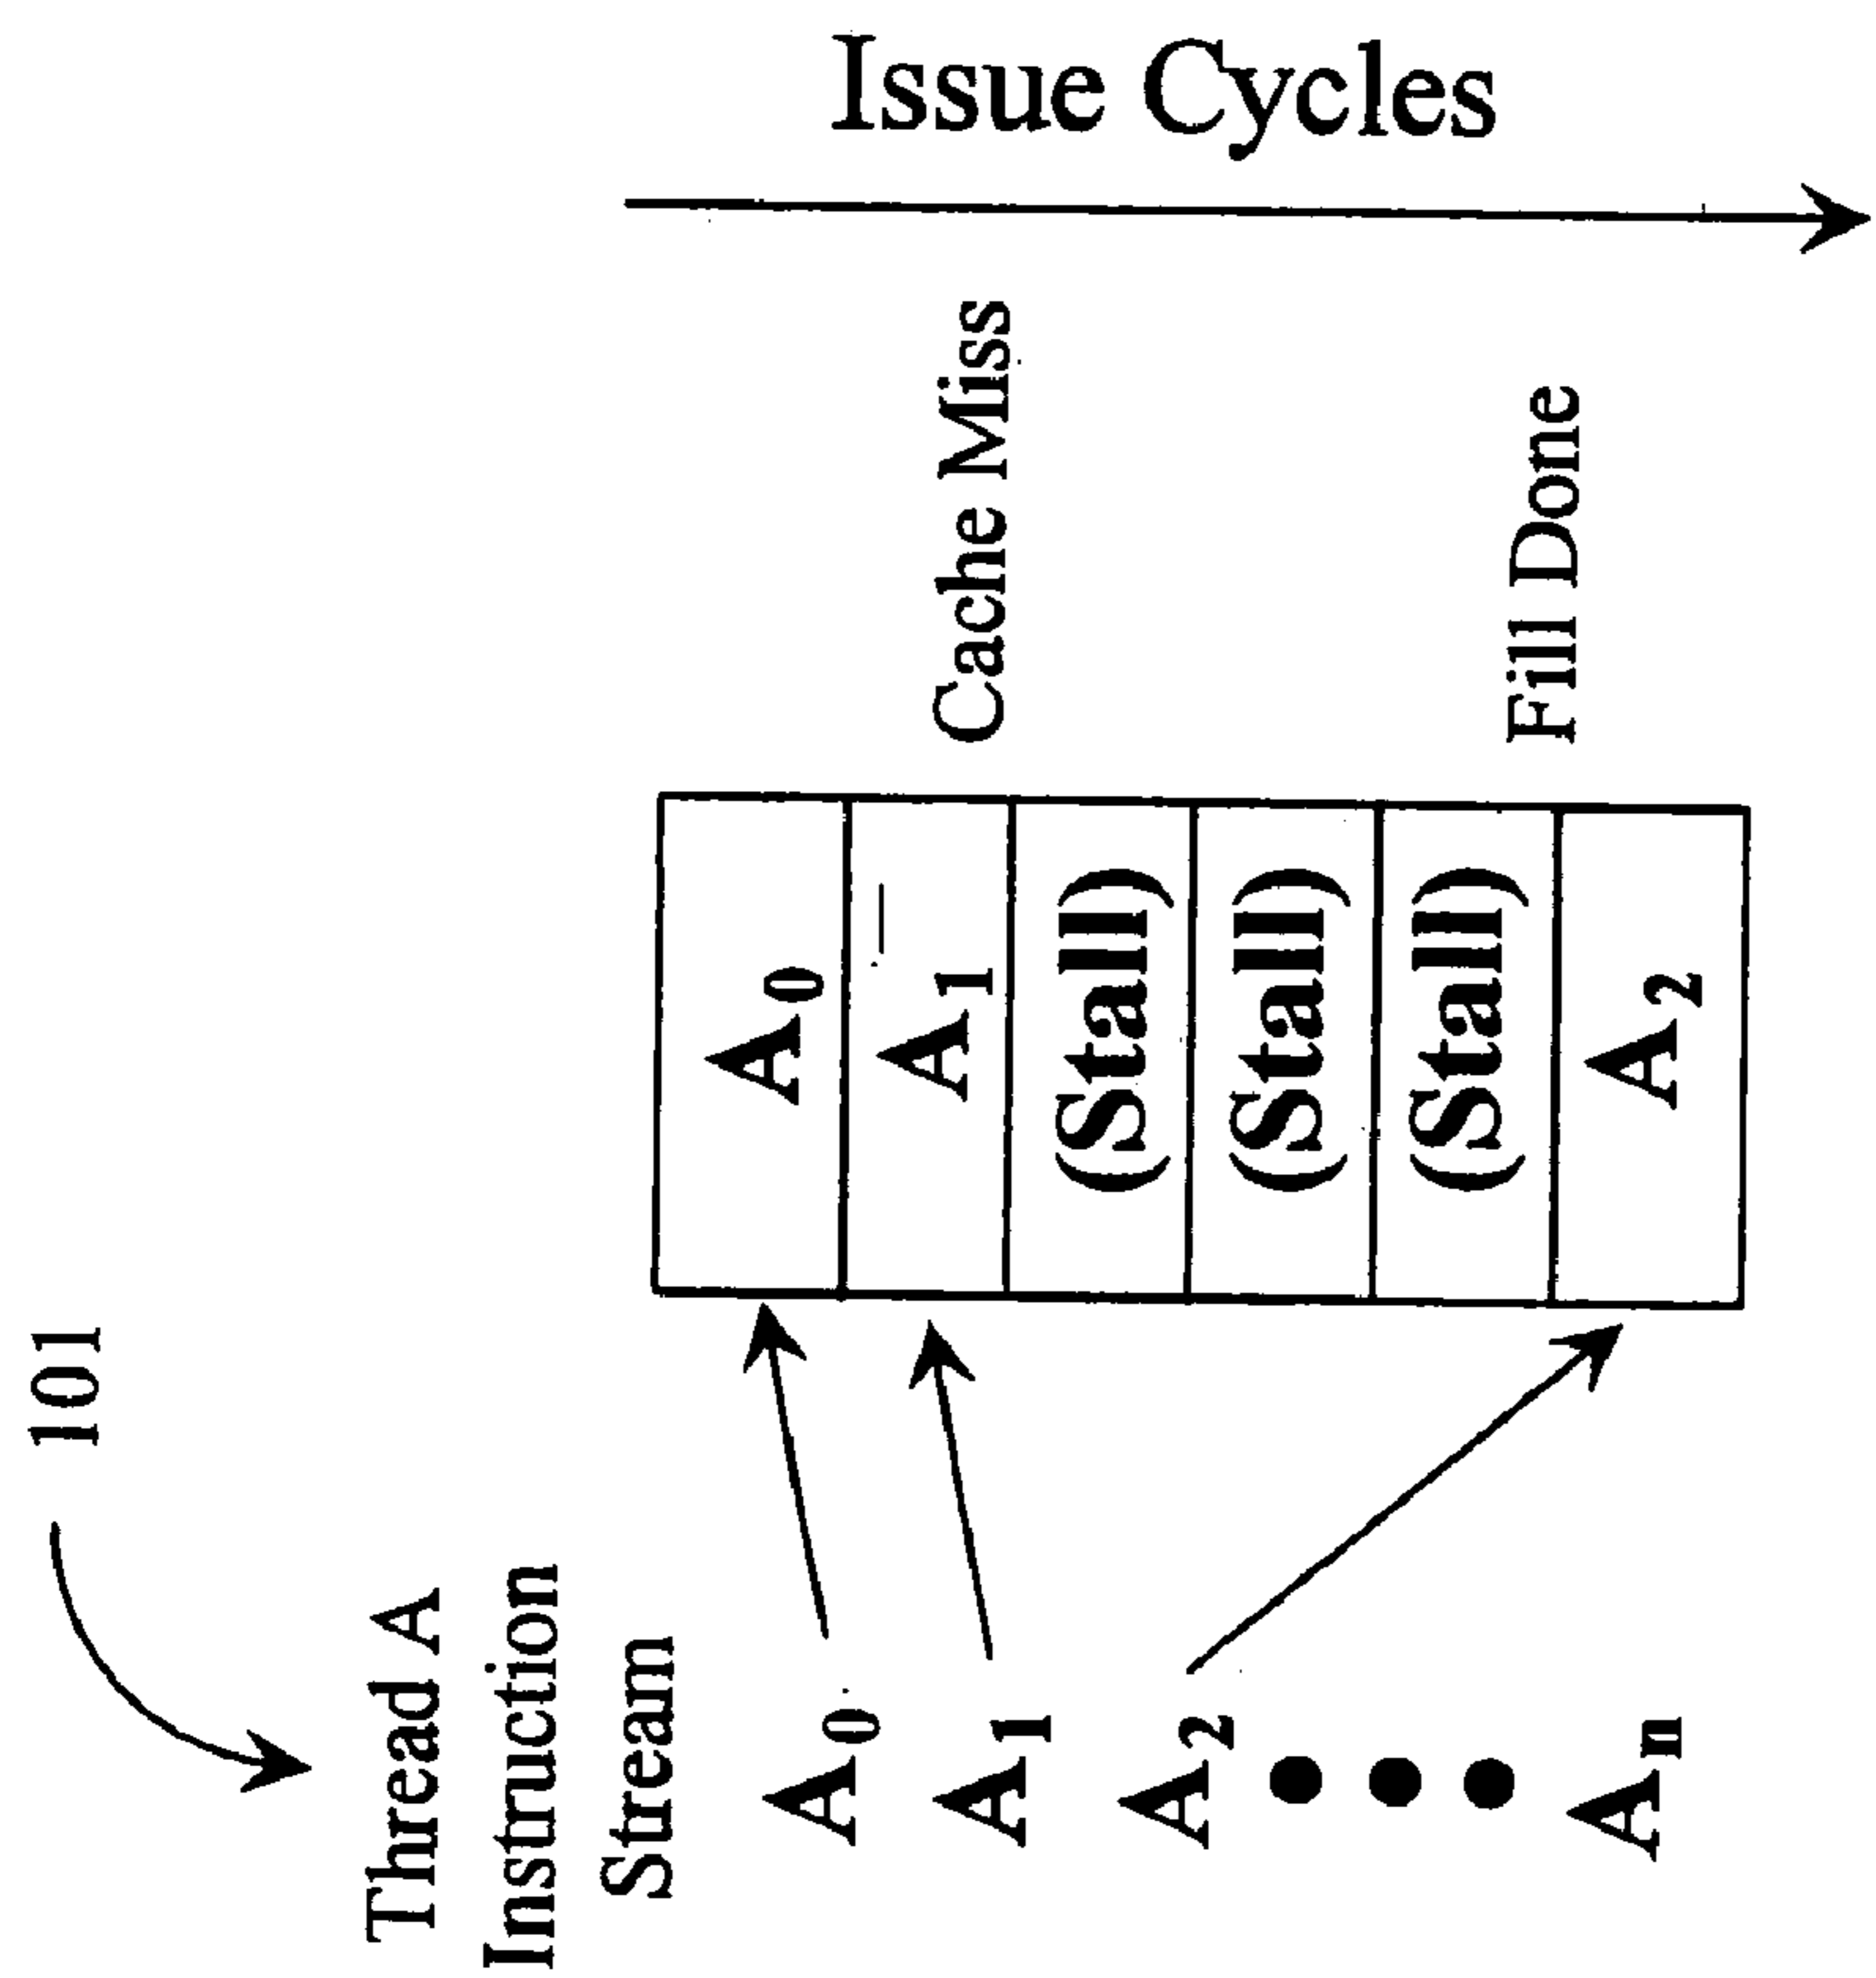 Issue Cycles
101
Thread A
Instruction
Stream
A0
A1
A2
An
A0
A1
(Stall)
(Stall)
(Stall)
A2
Cache Miss
Fill Done